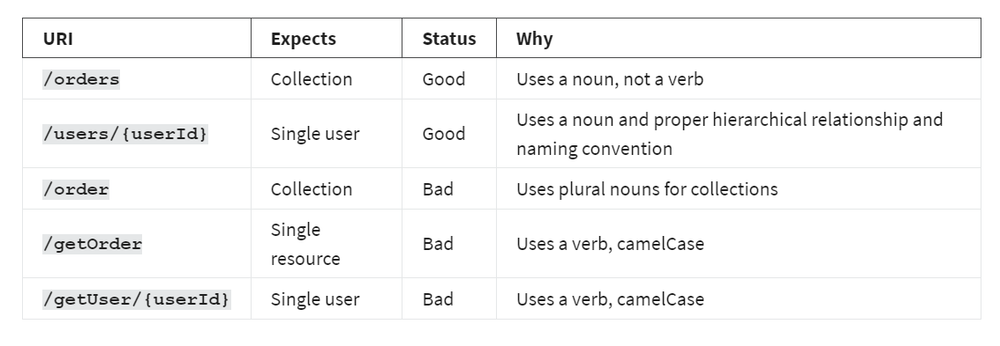 URI Expects Status Why
/orders Collection Good Uses a noun, not a verb
/users/{userId} Single user Good Uses a noun and proper hierarchical relationship and
naming convention
/order Collection Bad Uses plural nouns for collections
/getOrder Single
resource Bad Uses a verb, camelCase
/getUser/{userId} Single user Bad Uses a verb, camelCase